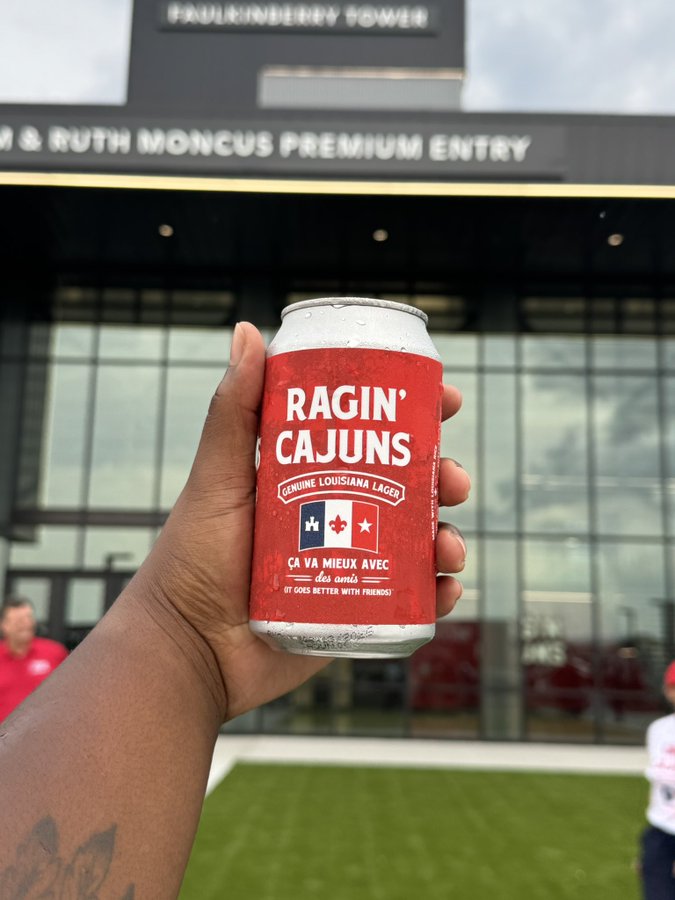 FAULKINBERRY TOWER
M & RUTH MONCUS PREMIUM ENTRY
RAGIN'
CAJUNS
GENUINE LOUISIANA LAGER
ÇA VA MIEUX AVEC
des amis
(IT GOES BETTER WITH FRIENDS)